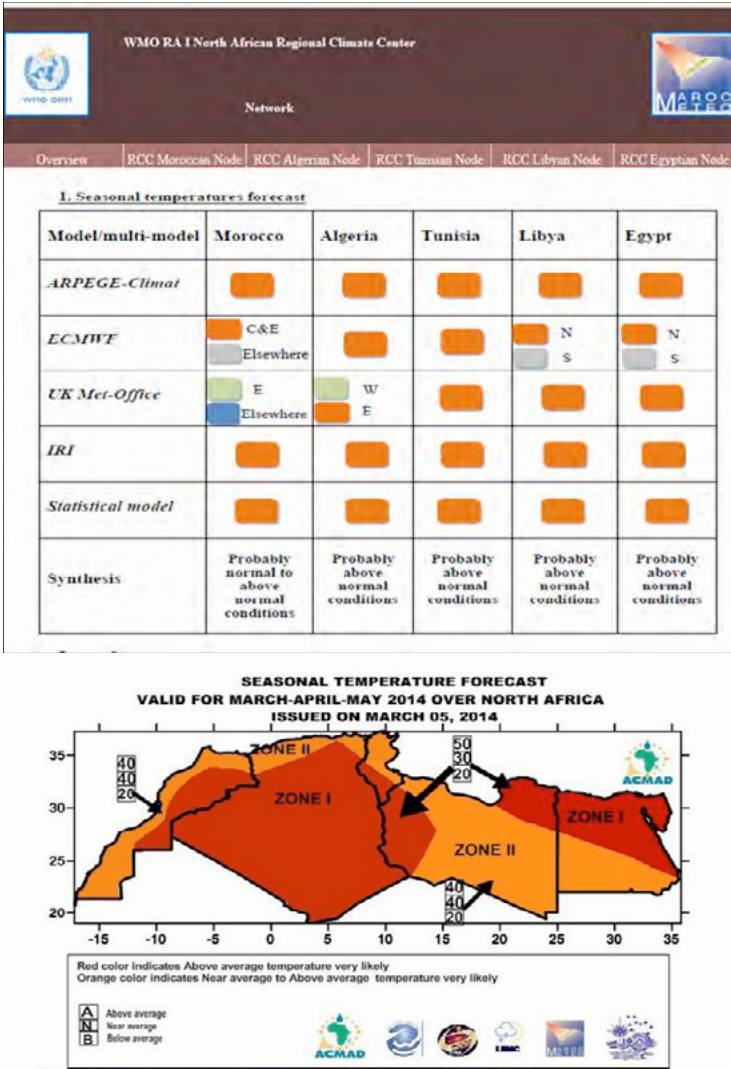 WMO RA I North African Regional Climate Center
WMO OMM
MAROC
METEO
Network
Overview
RCC Moroccan Node
RCC Algerian Node
RCC Tunisian Node
RCC Libyan Node
RCC Egyptian Node
1. Seasonal temperatures forecast
Model/multi-model Morocco Algeria Tunisia Libya Egypt
ARPEGE-Climat
ECMWF
C&E
Elsewhere
N
S
N
S
UK Met-Office
E
Elsewhere
W
E
IRI
Statistical model
Synthesis
Probably
normal to
above
normal
conditions
Probably
above
normal
conditions
Probably
above
normal
conditions
Probably
above
normal
conditions
Probably
above
normal
conditions
SEASONAL TEMPERATURE FORECAST
VALID FOR MARCH-APRIL-MAY 2014 OVER NORTH AFRICA
ISSUED ON MARCH 05, 2014
35
30
25
20
40
40
20
ZONE II
ZONE I
50
30
20
ACMAD
ZONE I
ZONE II
40
40
20
-15 -10 -5 0 5 10 15 20 25 30 35
Red color Indicates Above average temperature very likely
Orange color indicates Near average to Above average temperature very likely
A Above average
N Near average
B Below average
ACMAD